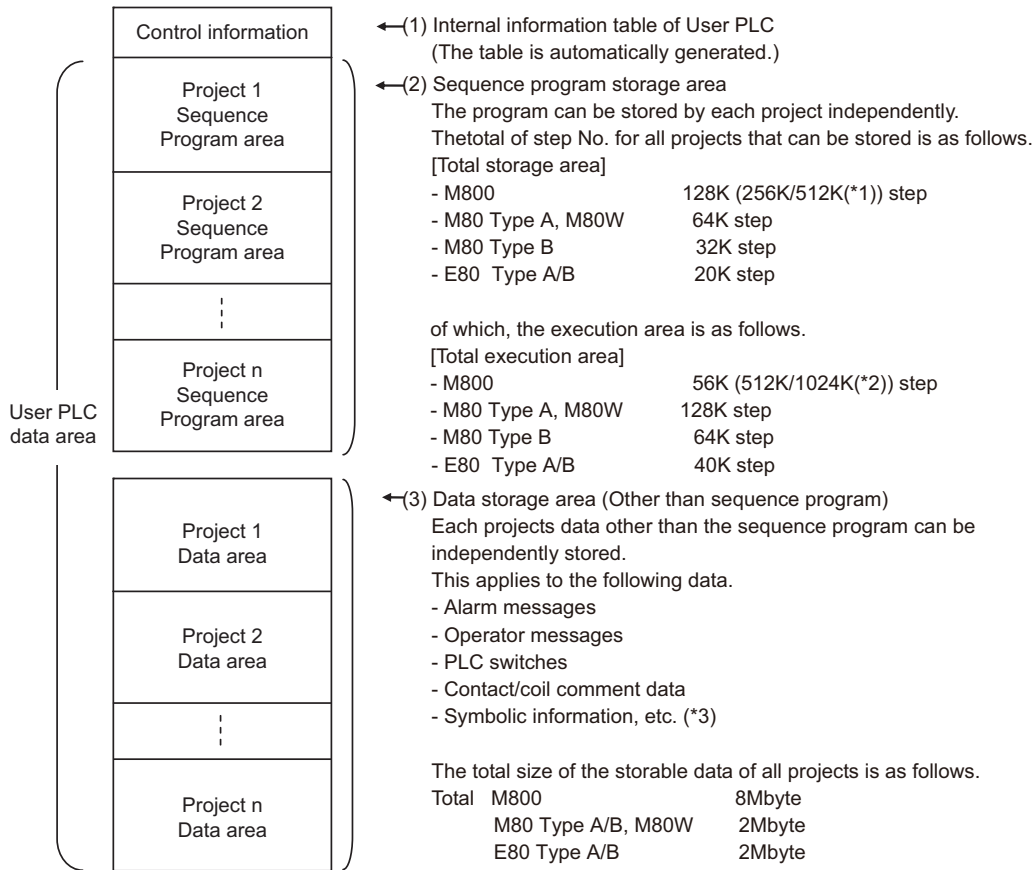 Control information
(1) Internal information table of User PLC
(The table is automatically generated.)
Project 1
Sequence
Program area
(2) Sequence program storage area
The program can be stored by each project independently.
Thetotal of step No. for all projects that can be stored is as follows.
[Total storage area]
- M800 128K (256K/512K(*1)) step
- M80 Type A, M80W 64K step
- M80 Type B 32K step
- E80 Type A/B 20K step
Project 2
Sequence
Program area
of which, the execution area is as follows.
[Total execution area]
- M800 56K (512K/1024K(*2)) step
- M80 Type A, M80W 128K step
- M80 Type B 64K step
- E80 Type A/B 40K step
Project n
Sequence
Program area
User PLC
data area
(3) Data storage area (Other than sequence program)
Each projects data other than the sequence program can be
independently stored.
This applies to the following data.
- Alarm messages
- Operator messages
- PLC switches
- Contact/coil comment data
- Symbolic information, etc. (*3)
Project 1
Data area
Project 2
Data area
The total size of the storable data of all projects is as follows.
Total M800 8Mbyte
M80 Type A/B, M80W 2Mbyte
E80 Type A/B 2Mbyte
Project n
Data area